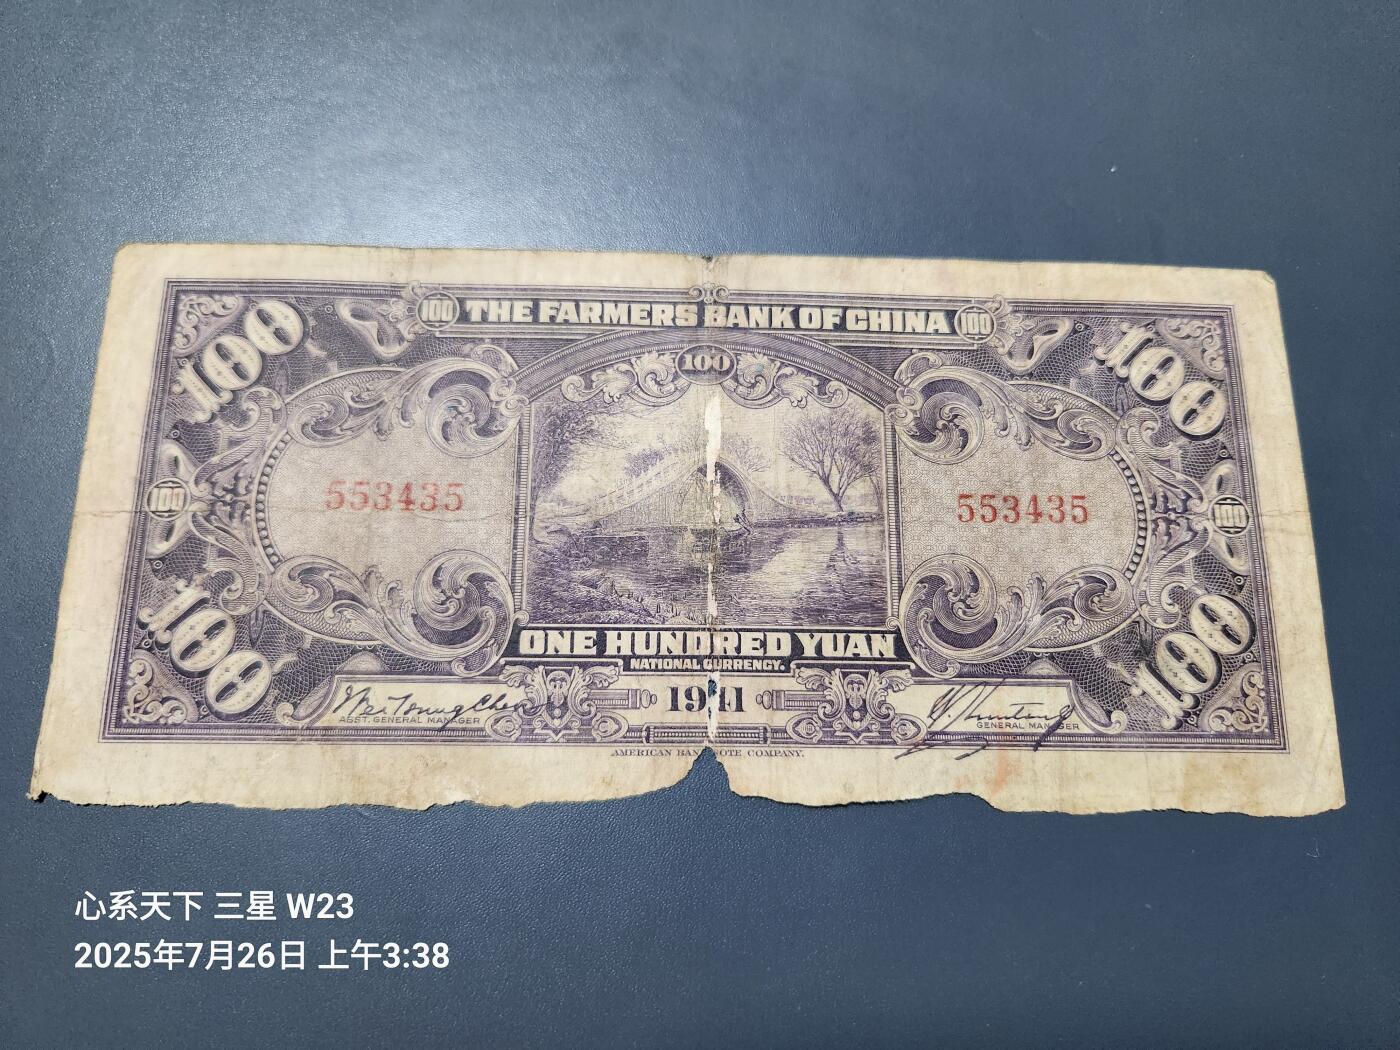 100 THE FARMERS BANK OF CHINA 100
100 100
100
553435 553435
100 100
ONE HUNDRED YUAN
NATIONAL CURRENCY.
100 100
1941
ASST. GENERAL MANAGER GENERAL MANAGER
AMERICAN BANK NOTE COMPANY.
心系天下 三星 W23
2025年7月26日 上午3:38